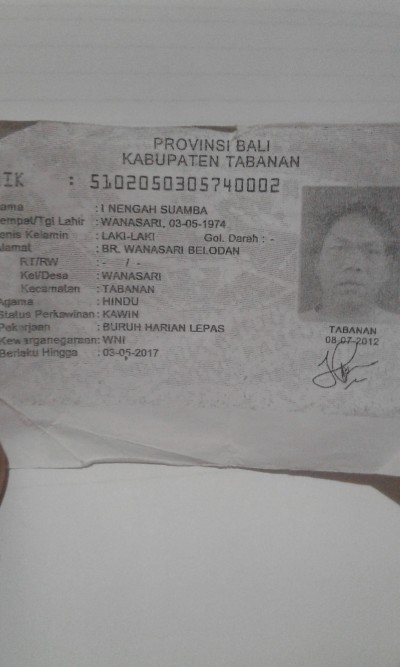 PROVINSI BALI
KABUPATEN TABANAN
IK : 5102050305740002
ama : I NENGAH SUAMBA
empat/Tgl Lahir : WANASARI, 03-05-1974
enis Kelamin : LAKI-LAKI Gol. Darah : -
lamat : BR. WANASARI BELODAN
RT/RW : - / -
Kel/Desa : WANASARI
Kecamatan : TABANAN
Agama : HINDU
Status Perkawinan : KAWIN
Pekerjaan : BURUH HARIAN LEPAS
Kewarganegaraan : WNI
Berlaku Hingga : 03-05-2017
TABANAN
08-07-2012